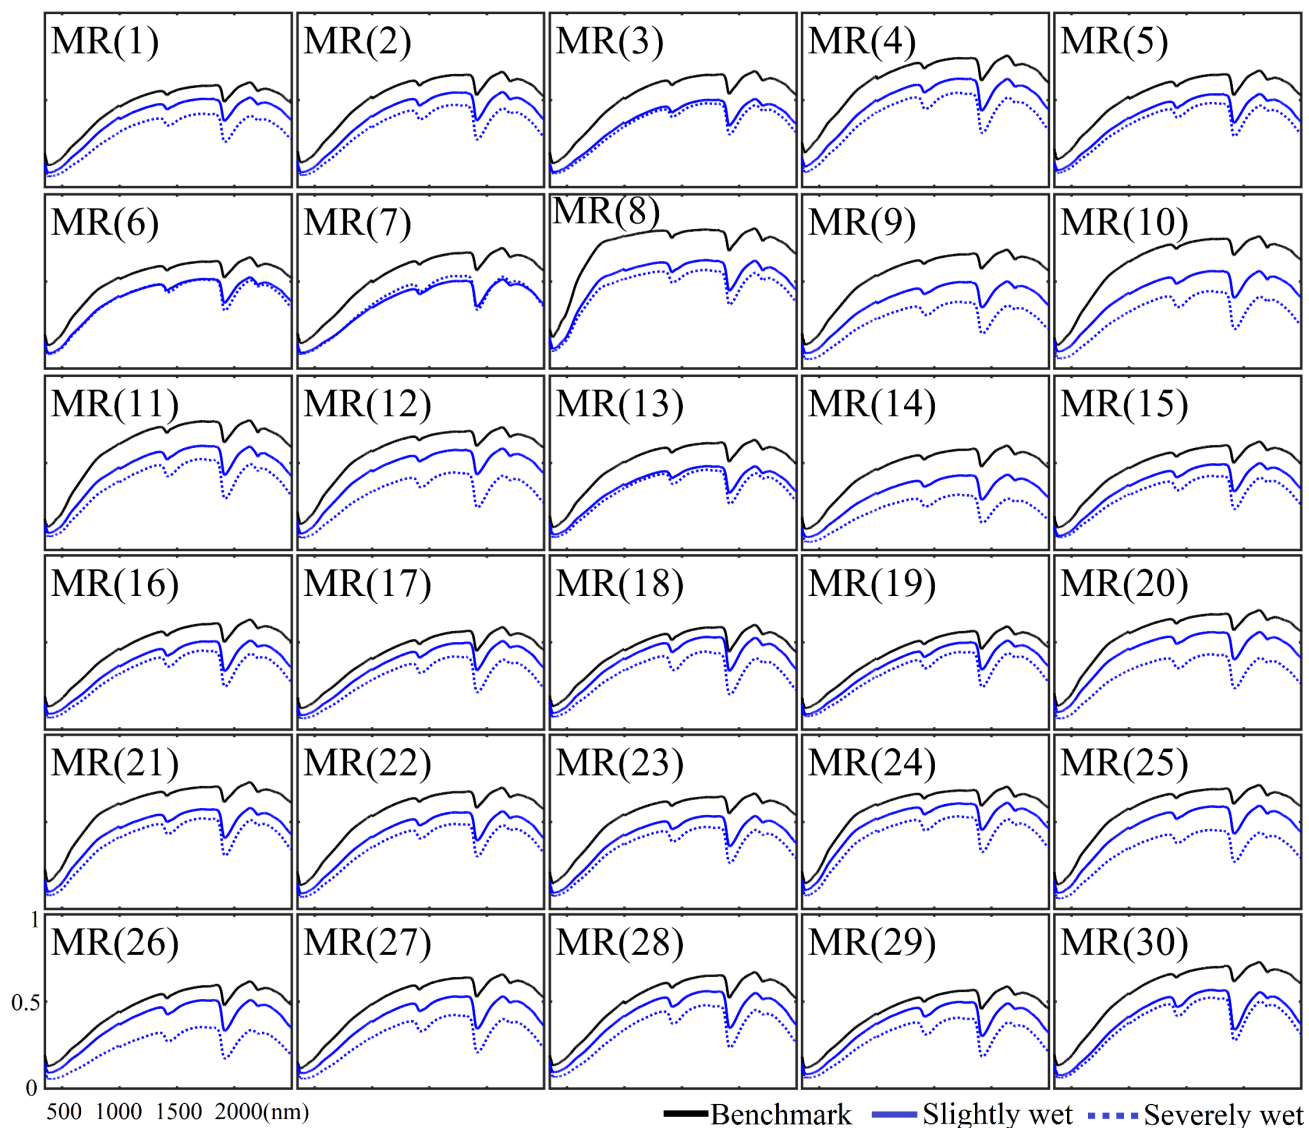 MR(1) MR(2) MR(3) MR(4) MR(5)
MR(6) MR(7) MR(8) MR(9) MR(10)
MR(11) MR(12) MR(13) MR(14) MR(15)
MR(16) MR(17) MR(18) MR(19) MR(20)
MR(21) MR(22) MR(23) MR(24) MR(25)
1
MR(26) MR(27) MR(28) MR(29) MR(30)
0.5
0
500 1000 1500 2000(nm)
Benchmark Slightly wet Severely wet